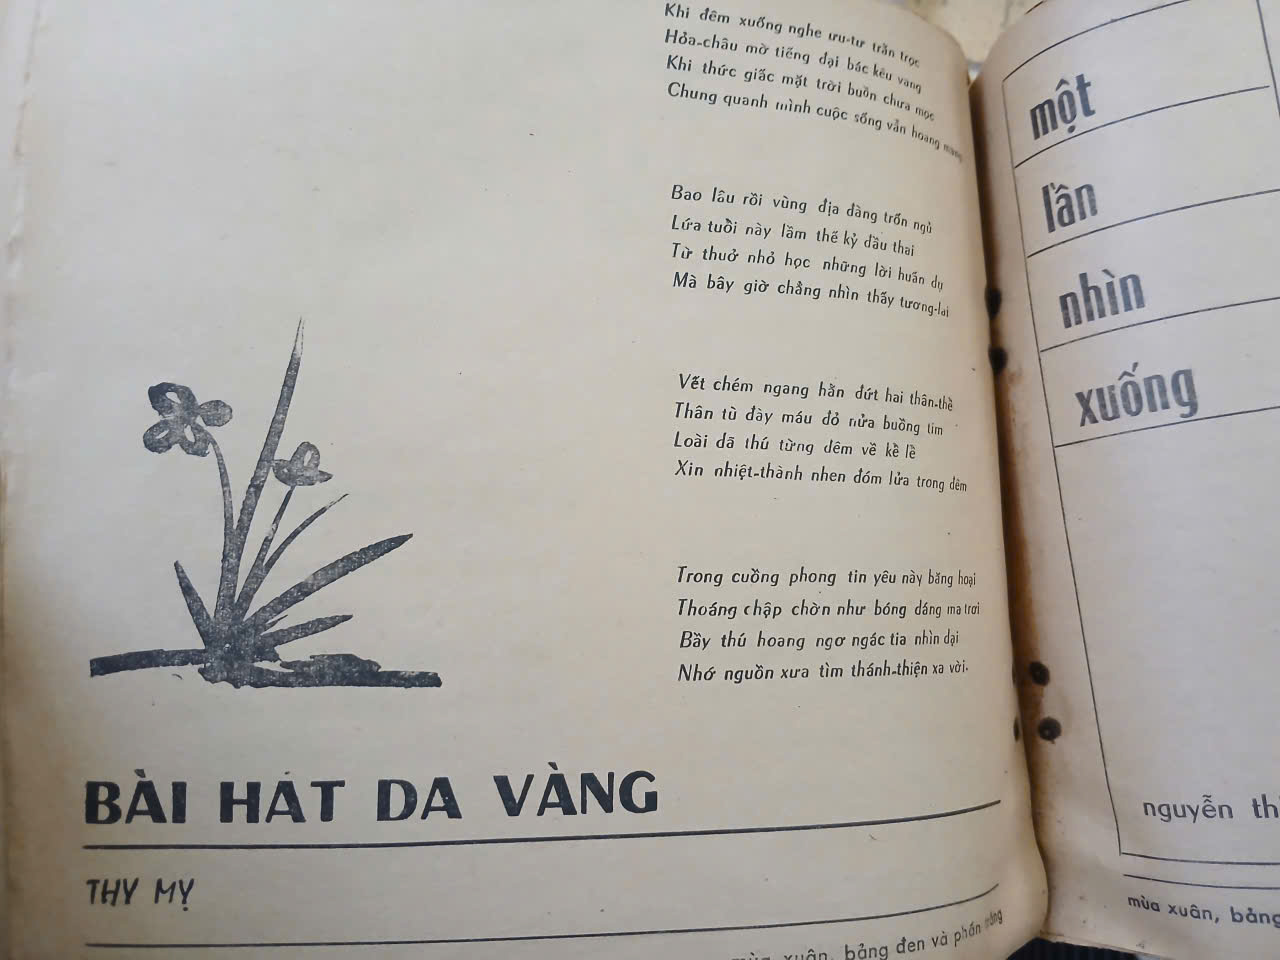 Khi đêm xuống nghe ưu-tư trằn trọc
Hỏa-châu mờ tiếng đại bác kêu vang
Khi thức giấc mặt trời buồn chưa mọc
Chung quanh mình cuộc sống vẫn hoang mang
Bao lâu rồi vùng địa đàng trốn ngủ
Lứa tuổi này lầm thế kỷ đầu thai
Từ thuở nhỏ học những lời huấn dụ
Mà bây giờ chẳng nhìn thấy tương-lai
Vết chém ngang hằn đứt hai thân-thể
Thân tù đày máu đỏ nửa buồng tim
Loài dã thú từng đêm về kề lề
Xin nhiệt-thành nhen đóm lửa trong đêm
Trong cuồng phong tin yêu này băng hoại
Thoáng chập chờn như bóng dáng ma trơi
Bầy thú hoang ngơ ngác tia nhìn dại
Nhớ nguồn xưa tìm thánh-thiện xa vời.
BÀI HÁT DA VÀNG
THY MỴ
mùa xuân, bảng đen và phấn trắng
một
lần
nhìn
xuống
nguyễn
mùa xuân, bảng